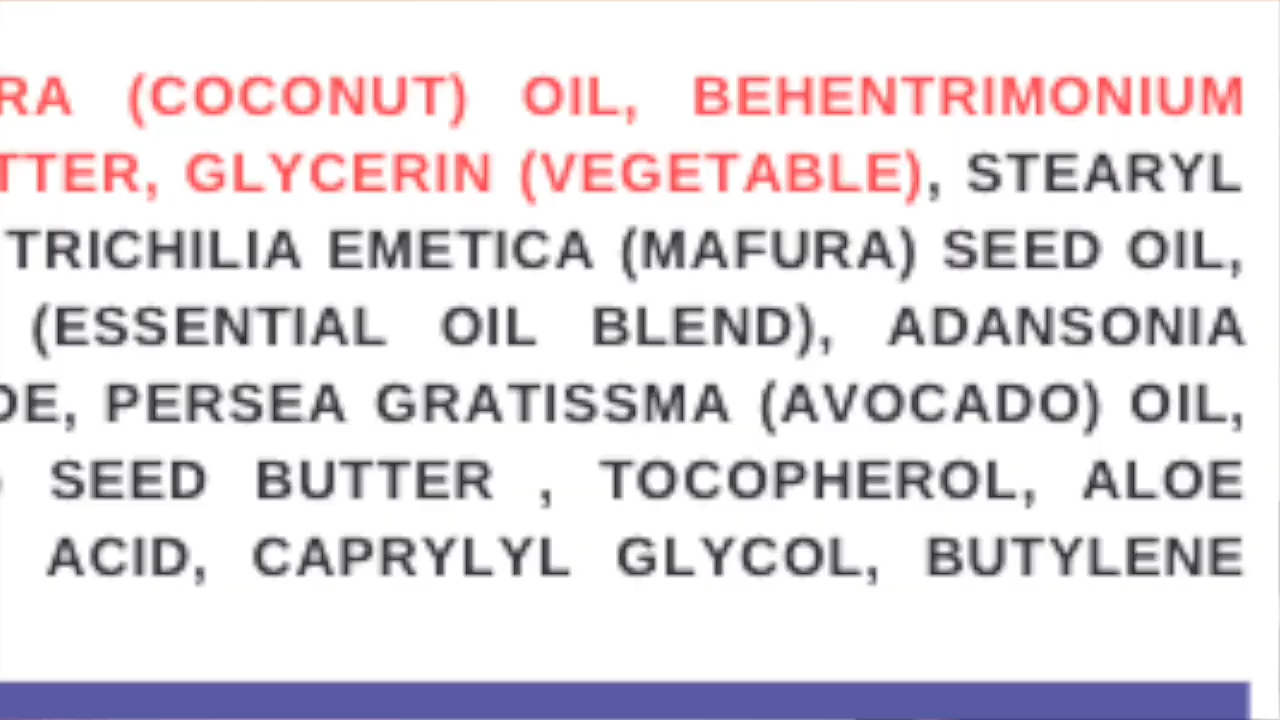 RA (COCONUT) OIL, BEHENTRIMONIUM
TTER, GLYCERIN (VEGETABLE), STEARYL
TRICHILIA EMETICA (MAFURA) SEED OIL,
(ESSENTIAL OIL BLEND), ADANSONIA
DE, PERSEA GRATISSMA (AVOCADO) OIL,
SEED BUTTER , TOCOPHEROL, ALOE
ACID, CAPRYLYL GLYCOL, BUTYLENE